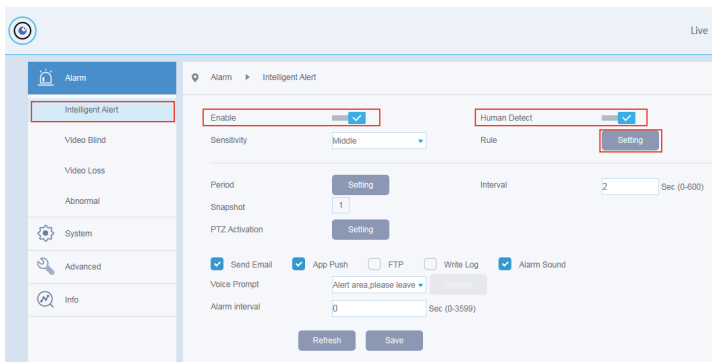 Live
Alarm
Alarm Intelligent Alert
Intelligent Alert
Video Blind
Video Loss
Abnormal
System
Advanced
Info
Enable
Human Detect
Sensitivity Middle
Rule Setting
Period Setting
Interval 2 Sec (0-600)
Snapshot 1
PTZ Activation Setting
Send Email App Push FTP Write Log Alarm Sound
Voice Prompt Alert area,please leave Custom
Alarm interval 0 Sec (0-3599)
Refresh Save